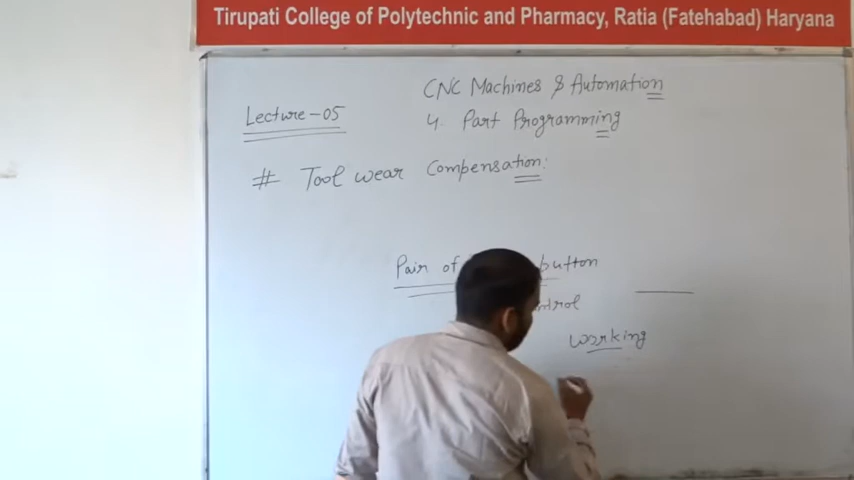 Tirupati College of Polytechnic and Pharmacy, Ratia (Fatehabad) Haryana
CNC Machines & Automation
Lecture-05
4. Part Programming
# Tool wear Compensation:
Pair of button
working